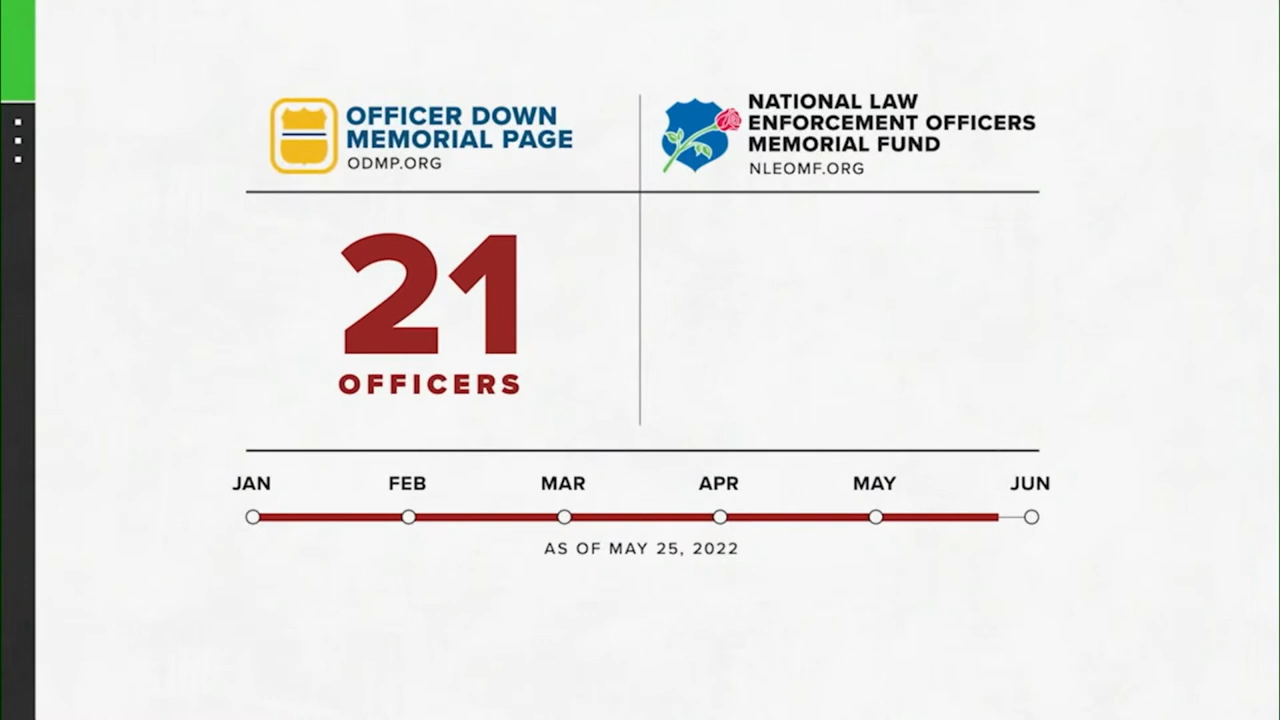 OFFICER DOWN
MEMORIAL PAGE
ODMP.ORG
NATIONAL LAW
ENFORCEMENT OFFICERS
MEMORIAL FUND
NLEOMF.ORG
21
OFFICERS
JAN FEB MAR APR MAY JUN
AS OF MAY 25, 2022